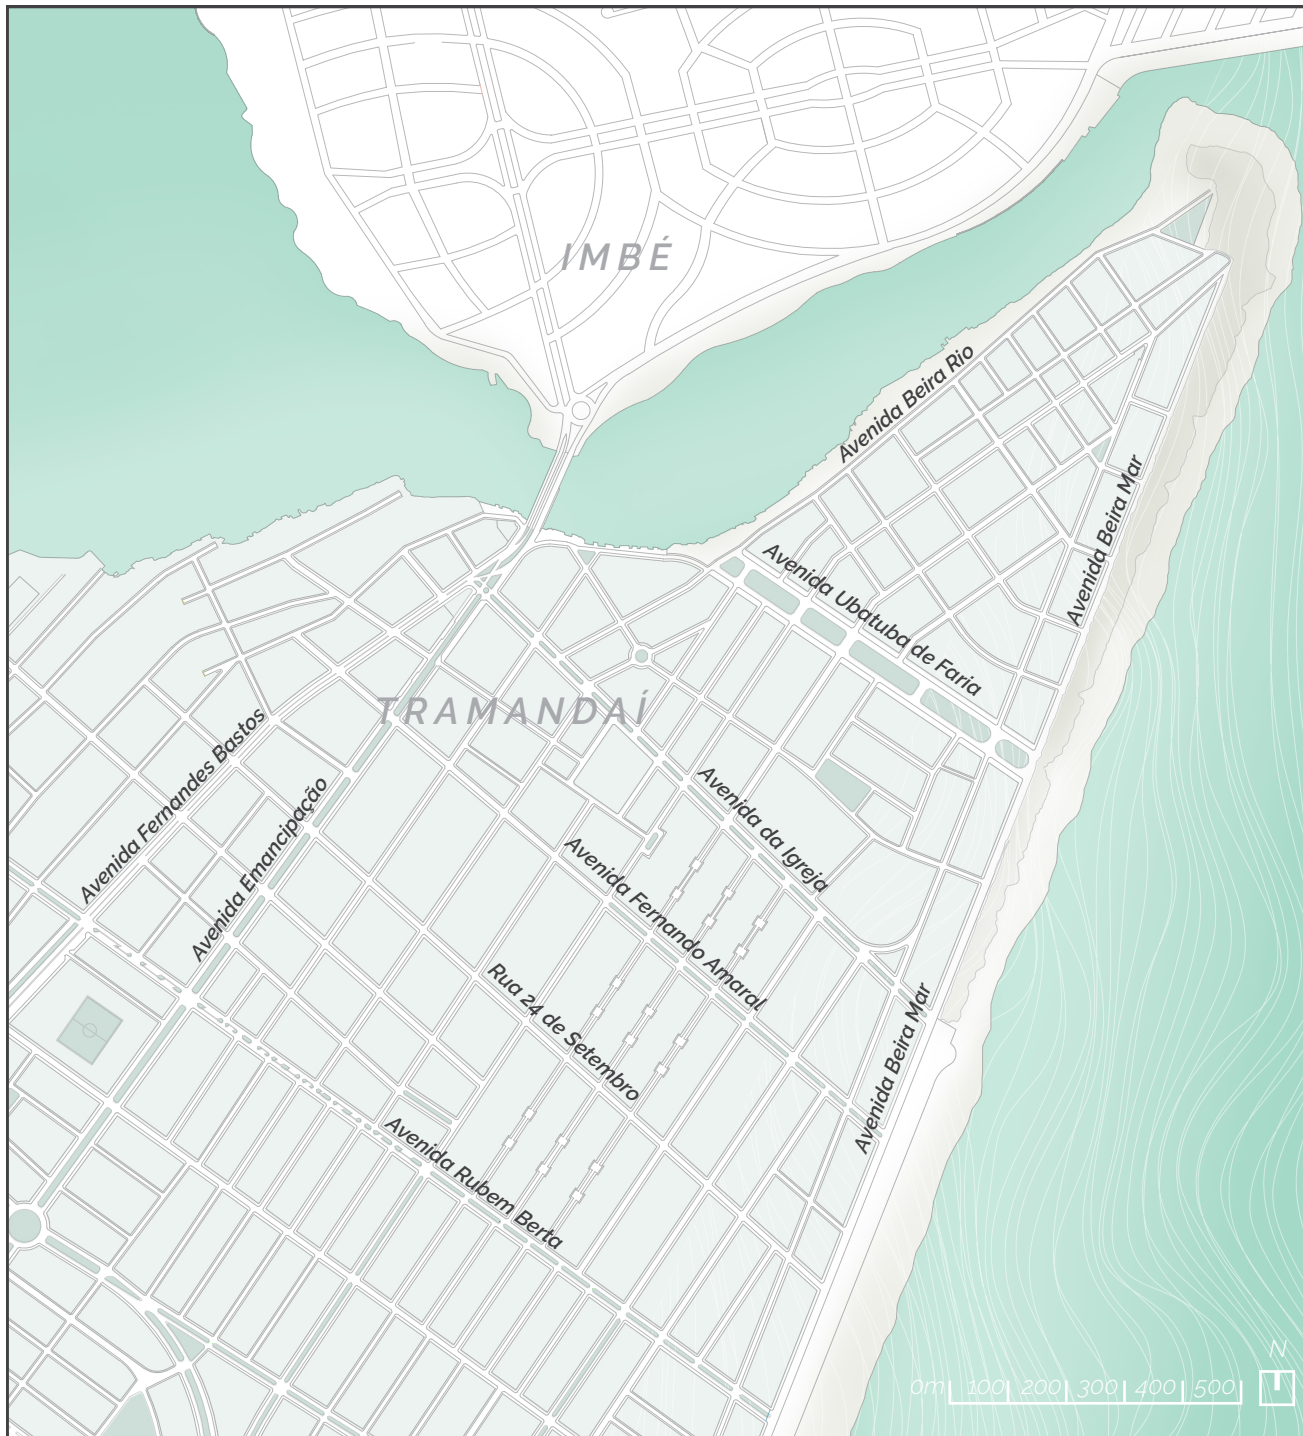 IMBÉ
Avenida Beira Rio
Avenida Beira Mar
Avenida Ubatuba de Faria
TRAMANDAÍ
Avenida Fernandes Bastos
Avenida Emancipação
Avenida da Igreja
Avenida Fernando Amaral
Rua 24 de Setembro
Avenida Beira Mar
Avenida Rubem Berta
N
0m 100 200 300 400 500